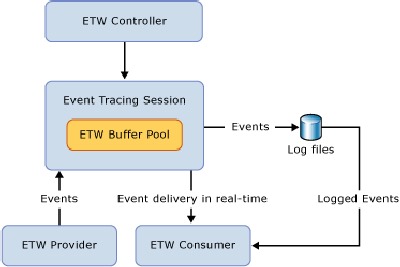 ETW Controller
Event Tracing Session
ETW Buffer Pool
Events
Log files
Events
Event delivery in real-time
Logged Events
ETW Provider
ETW Consumer